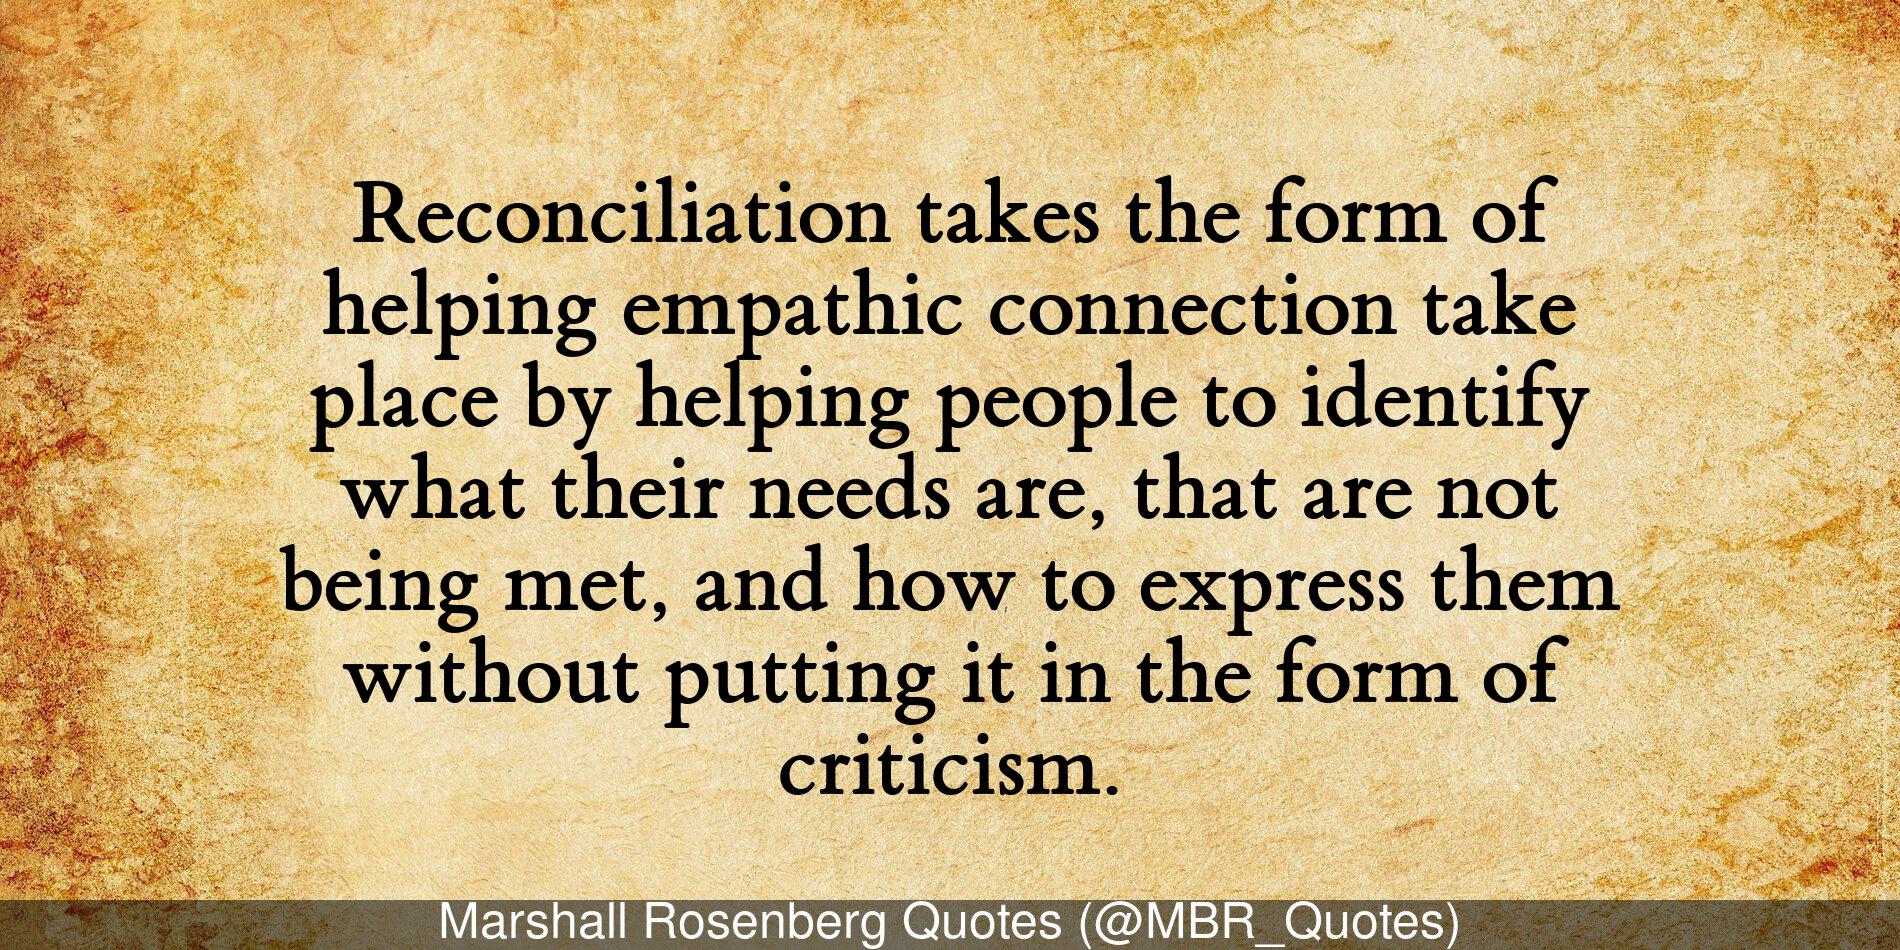 Reconciliation takes the form of
helping empathic connection take
place by helping people to identify
what their needs are, that are not
being met, and how to express them
without putting it in the form of
criticism.
Marshall Rosenberg Quotes (@MBR_Quotes)